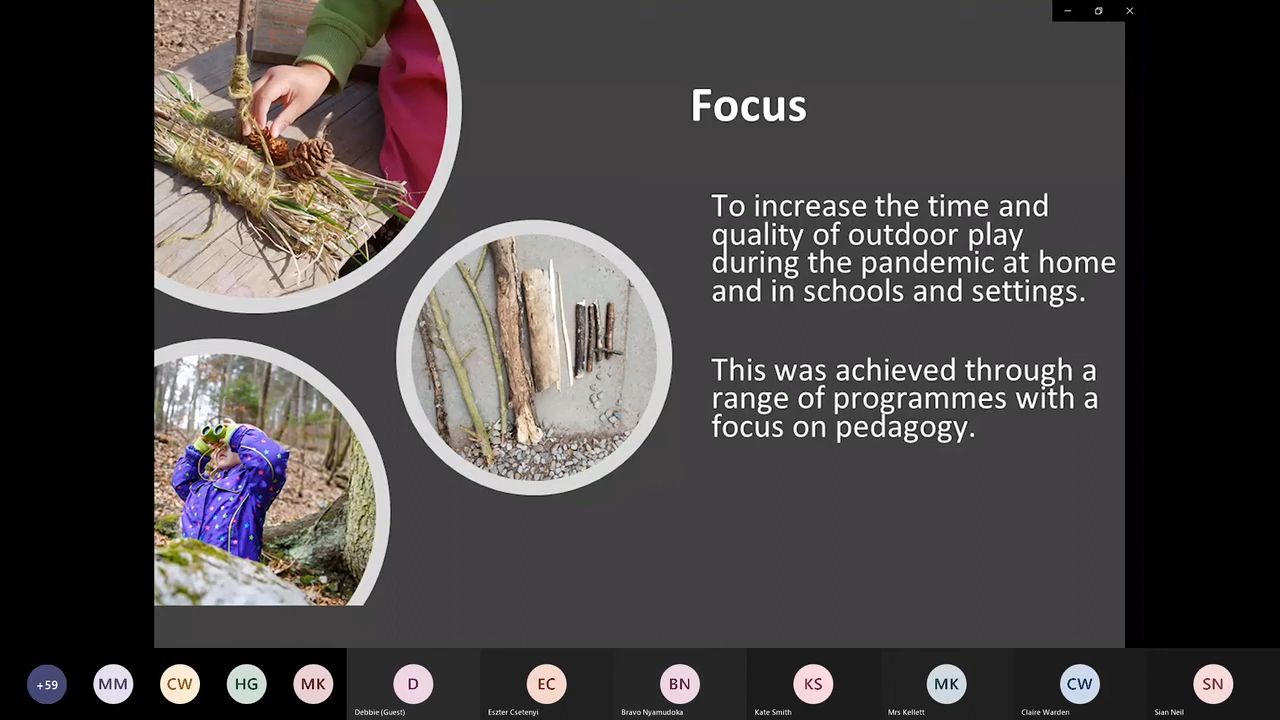 Focus
To increase the time and
quality of outdoor play
during the pandemic at home
and in schools and settings.
This was achieved through a
range of programmes with a
focus on pedagogy.
+59
MM
CW
HG
MK
D
EC
BN
KS
MK
CW
SN
Debbie (Guest)
Eszter Csetenyi
Bravo Nyamudoka
Kate Smith
Mrs Kellett
Claire Warden
Sian Neil